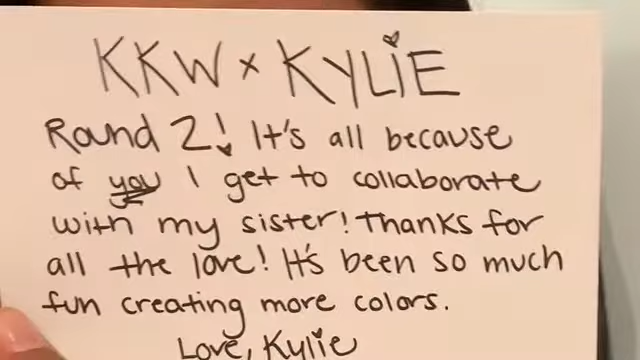 KKW x KYLiE
Round 2! It's all because
of you I get to collaborate
with my sister! Thanks for
all the love! It's been so much
fun creating more colors.
Love, Kylie